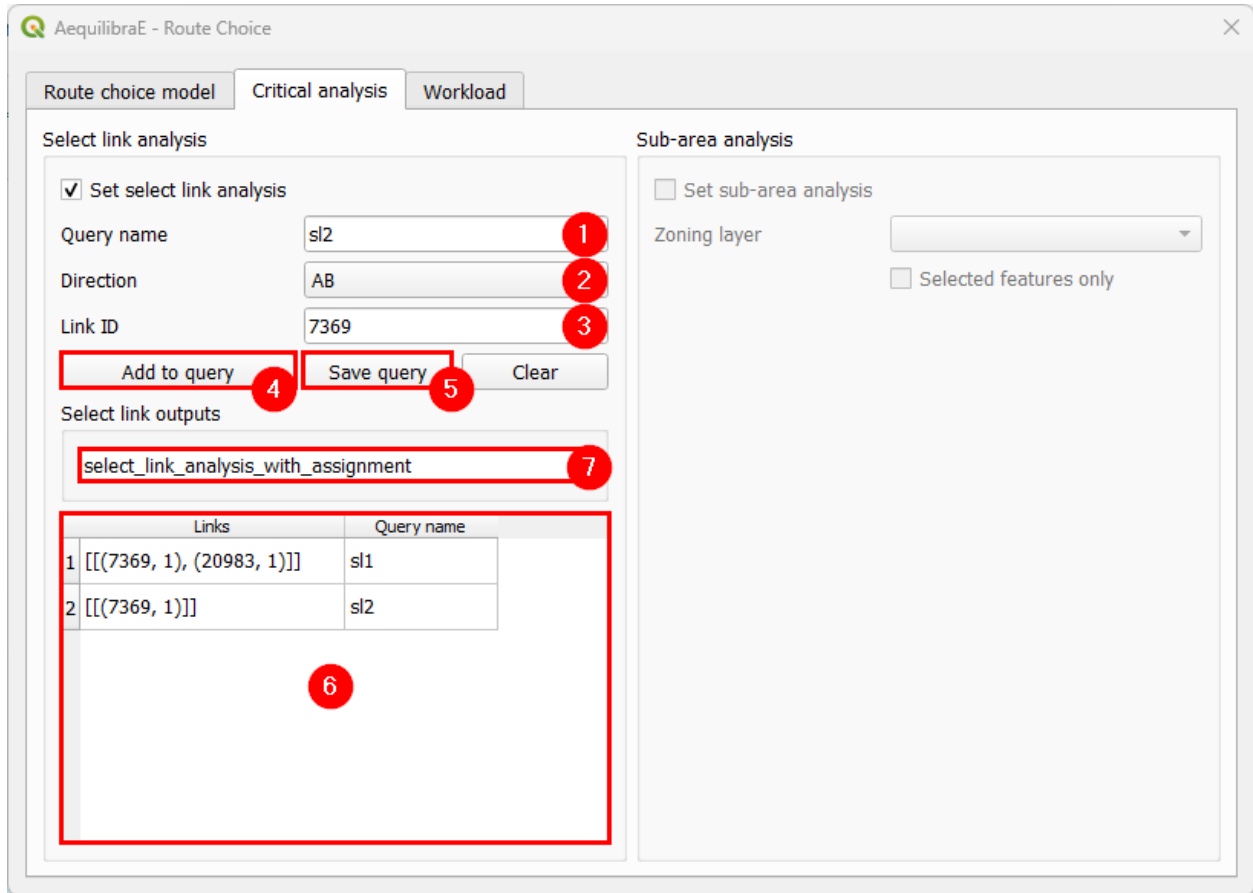 AequilibraE - Route Choice
Route choice model Critical analysis Workload
Select link analysis
Set select link analysis
Query name sl2 1
Direction AB 2
Link ID 7369 3
Add to query 4 Save query 5 Clear
Select link outputs
select_link_analysis_with_assignment 7
Links Query name
1 [[(7369, 1), (20983, 1)]] sl1
2 [[(7369, 1)]] sl2
6
Sub-area analysis
Set sub-area analysis
Zoning layer
Selected features only